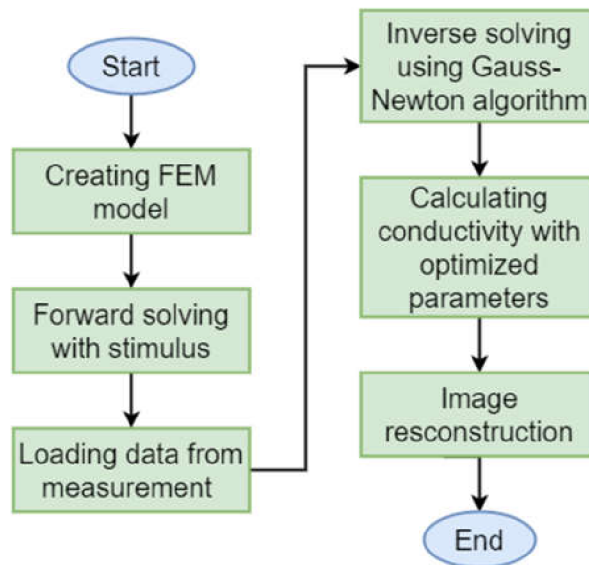 Start
Creating FEM
model
Forward solving
with stimulus
Loading data from
measurement
Inverse solving
using Gauss-
Newton algorithm
Calculating
conductivity with
optimized
parameters
Image
resconstruction
End